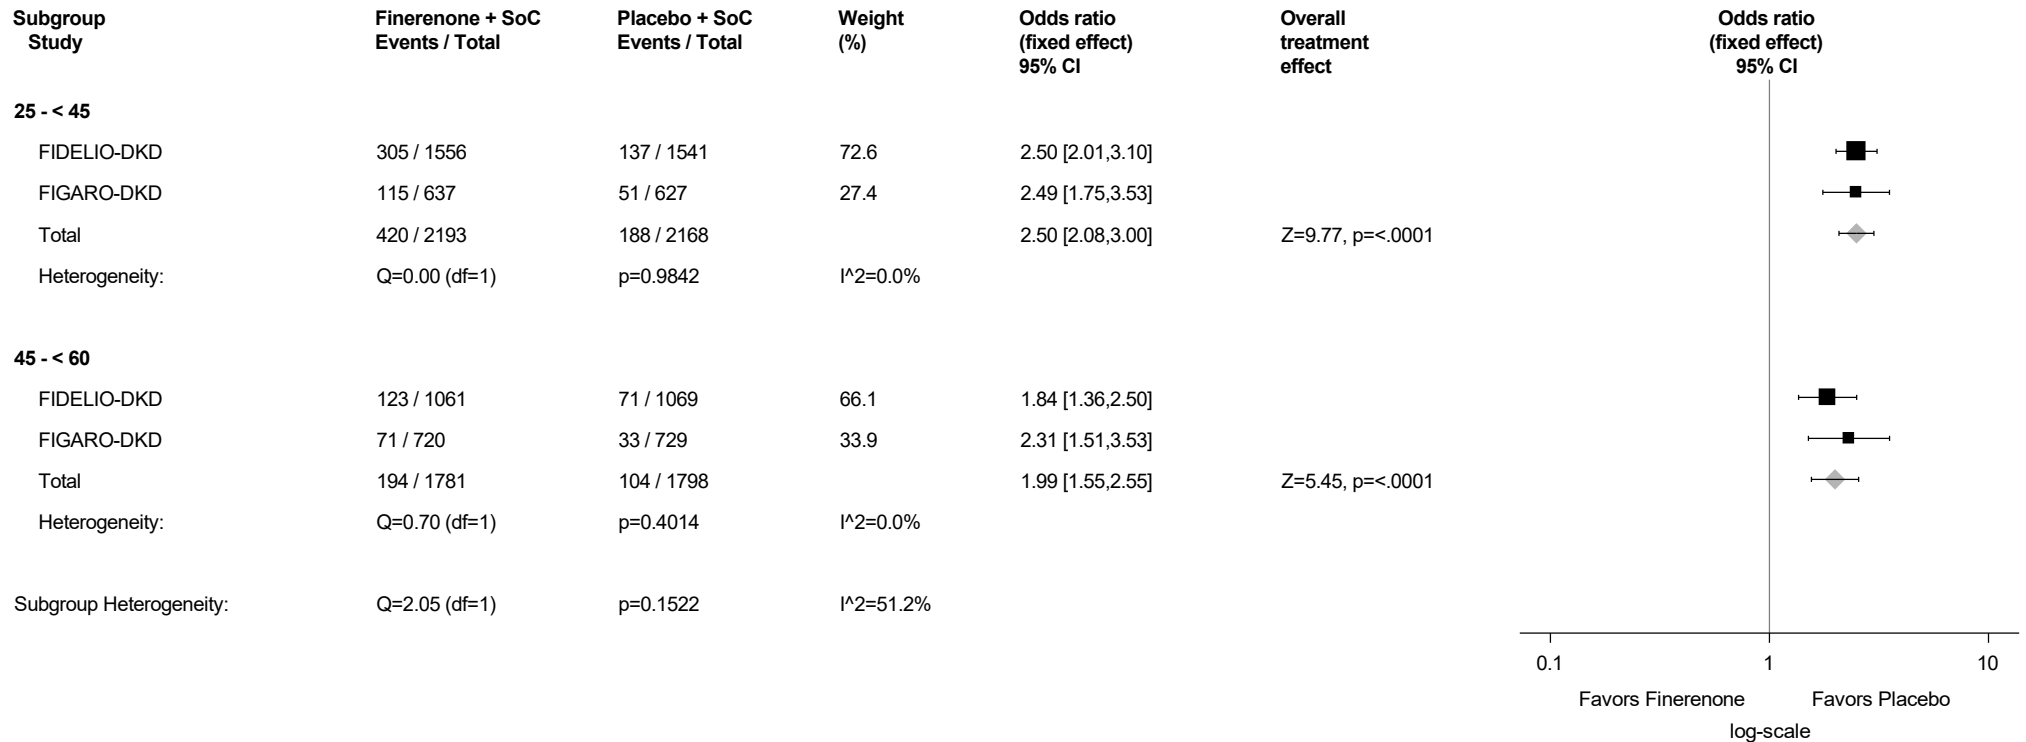 Subgroup Finerenone + SoC Placebo + SoC Weight Odds ratio Overall Odds ratio
Study Events / Total Events / Total (%) (fixed effect) treatment (fixed effect)
95% CI effect 95% CI
25 - < 45
FIDELIO-DKD 305 / 1556 137 / 1541 72.6 2.50 [2.01,3.10]
FIGARO-DKD 115 / 637 51 / 627 27.4 2.49 [1.75,3.53]
Total 420 / 2193 188 / 2168 2.50 [2.08,3.00] Z=9.77, p=<.0001
Heterogeneity: Q=0.00 (df=1) p=0.9842 I^2=0.0%
45 - < 60
FIDELIO-DKD 123 / 1061 71 / 1069 66.1 1.84 [1.36,2.50]
FIGARO-DKD 71 / 720 33 / 729 33.9 2.31 [1.51,3.53]
Total 194 / 1781 104 / 1798 1.99 [1.55,2.55] Z=5.45, p=<.0001
Heterogeneity: Q=0.70 (df=1) p=0.4014 I^2=0.0%
Subgroup Heterogeneity: Q=2.05 (df=1) p=0.1522 I^2=51.2%
0.1 1 10
Favors Finerenone Favors Placebo
log-scale